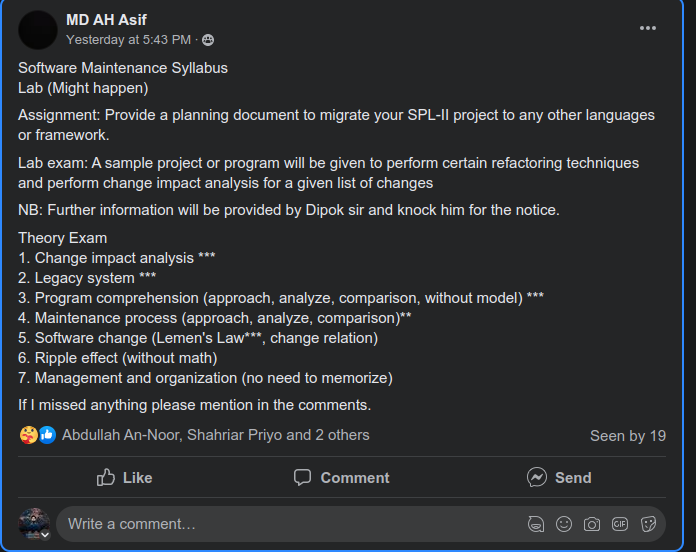 MD AH Asif
Yesterday at 5:43 PM ·
Software Maintenance Syllabus
Lab (Might happen)
Assignment: Provide a planning document to migrate your SPL-II project to any other languages
or framework.
Lab exam: A sample project or program will be given to perform certain refactoring techniques
and perform change impact analysis for a given list of changes
NB: Further information will be provided by Dipok sir and knock him for the notice.
Theory Exam
1. Change impact analysis ***
2. Legacy system ***
3. Program comprehension (approach, analyze, comparison, without model) ***
4. Maintenance process (approach, analyze, comparison)**
5. Software change (Lemen's Law***, change relation)
6. Ripple effect (without math)
7. Management and organization (no need to memorize)
If I missed anything please mention in the comments.
Abdullah An-Noor, Shahriar Priyo and 2 others Seen by 19
Like Comment Send
Write a comment… GIF